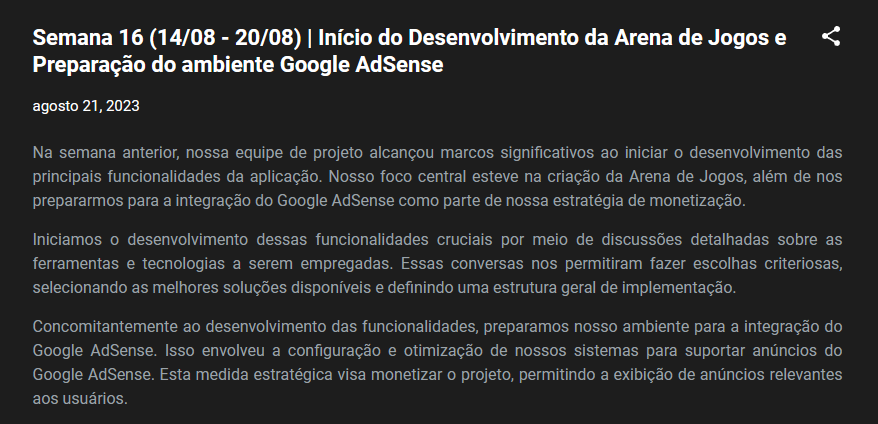 Semana 16 (14/08 - 20/08) | Início do Desenvolvimento da Arena de Jogos e
Preparação do ambiente Google AdSense
agosto 21, 2023
Na semana anterior, nossa equipe de projeto alcançou marcos significativos ao iniciar o desenvolvimento das
principais funcionalidades da aplicação. Nosso foco central esteve na criação da Arena de Jogos, além de nos
prepararmos para a integração do Google AdSense como parte de nossa estratégia de monetização.
Iniciamos o desenvolvimento dessas funcionalidades cruciais por meio de discussões detalhadas sobre as
ferramentas e tecnologias a serem empregadas. Essas conversas nos permitiram fazer escolhas criteriosas,
selecionando as melhores soluções disponíveis e definindo uma estrutura geral de implementação.
Concomitantemente ao desenvolvimento das funcionalidades, preparamos nosso ambiente para a integração do
Google AdSense. Isso envolveu a configuração e otimização de nossos sistemas para suportar anúncios do
Google AdSense. Esta medida estratégica visa monetizar o projeto, permitindo a exibição de anúncios relevantes
aos usuários.